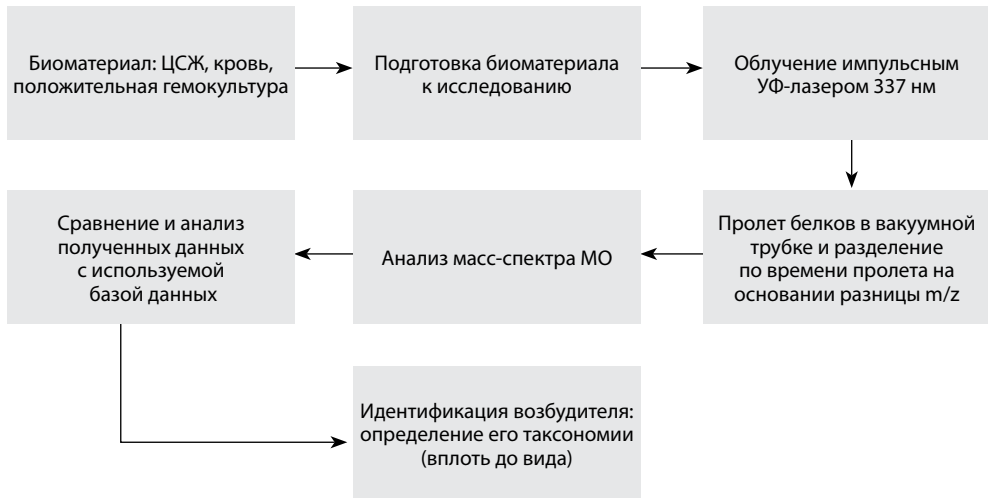 Биоматериал: ЦСЖ, кровь,
положительная гемокультура
Подготовка биоматериала
к исследованию
Облучение импульсным
УФ-лазером 337 нм
Пролет белков в вакуумной
трубке и разделение
по времени пролета на
основании разницы m/z
Анализ масс-спектра МО
Сравнение и анализ
полученных данных
с используемой
базой данных
Идентификация возбудителя:
определение его таксономии
(вплоть до вида)